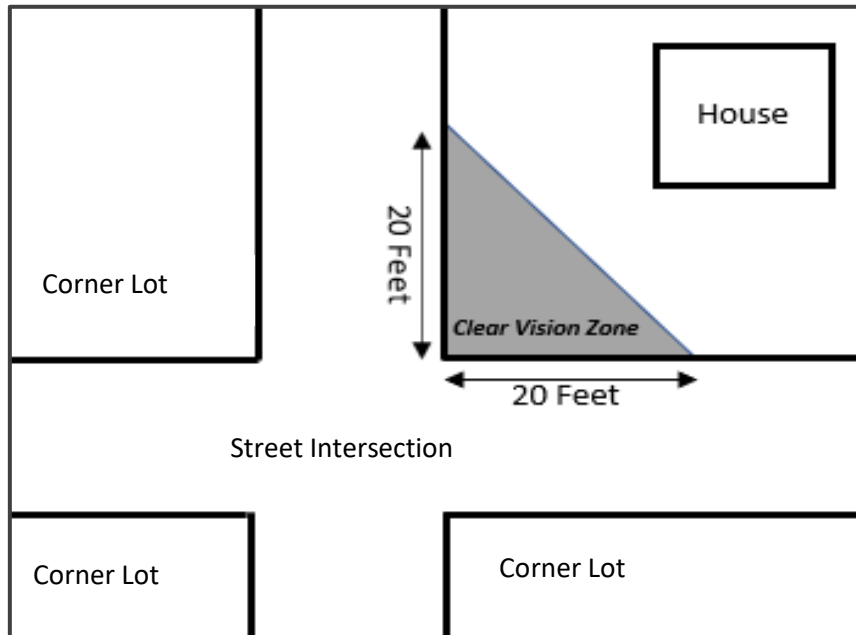 House
20 Feet
Corner Lot
Clear Vision Zone
20 Feet
Street Intersection
Corner Lot
Corner Lot